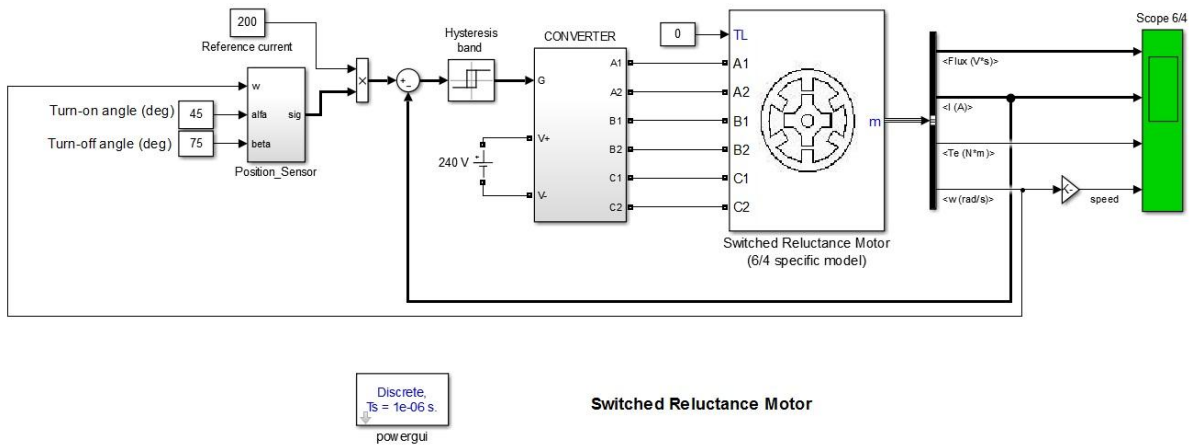 Scope 6/4
200
Reference current
Hysteresis
band
CONVERTER
0
TL
w
alfa
beta
sig
Position_Sensor
Turn-on angle (deg)
45
Turn-off angle (deg)
75
×
+
-
G
V+
V-
240 V
+
A1
A2
B1
B2
C1
C2
A1
A2
B1
B2
C1
C2
m
Switched Reluctance Motor
(6/4 specific model)
<Flux (V*s)>
<I (A)>
<Te (N*m)>
<w (rad/s)>
K-
speed
Discrete,
Ts = 1e-06 s.
powergui
Switched Reluctance Motor